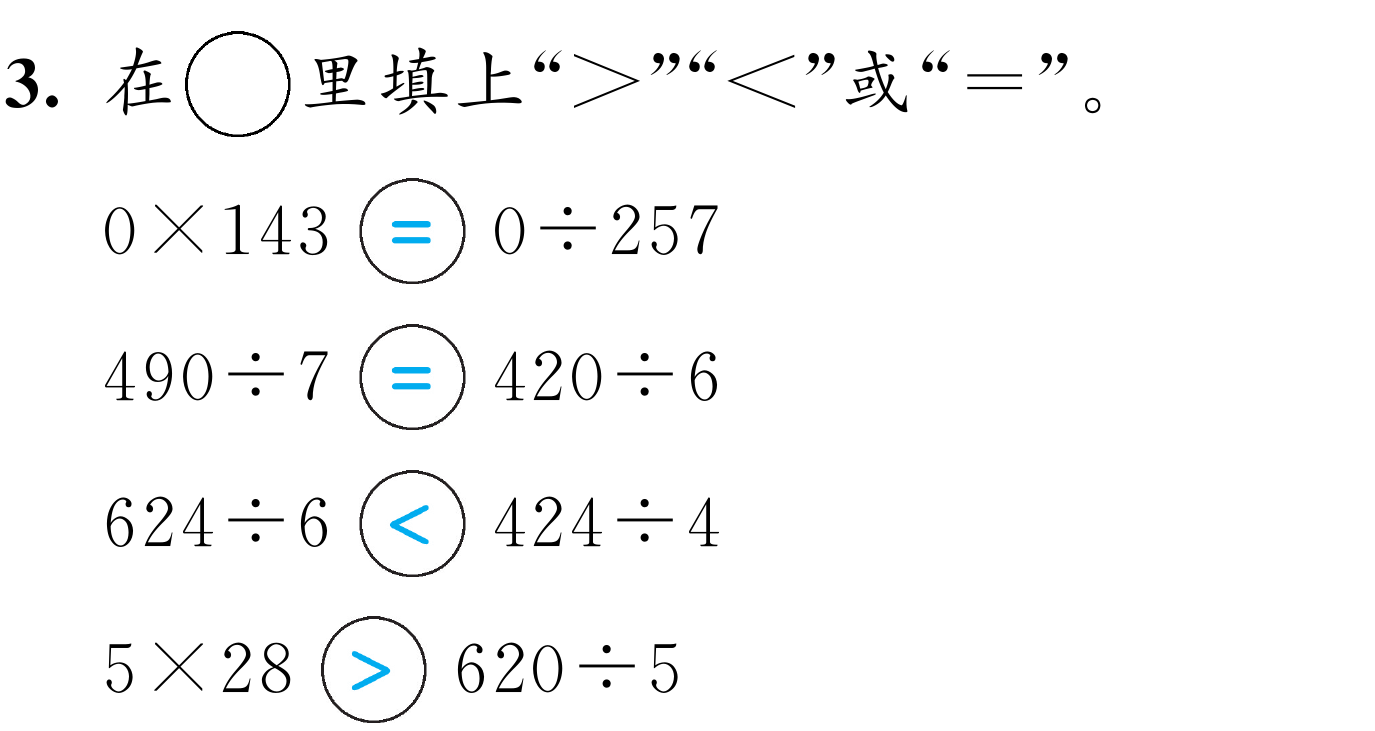 3. 在○里填上“>”“<”或“=”。
0×143 = 0÷257
490÷7 = 420÷6
624÷6 < 424÷4
5×28 > 620÷5